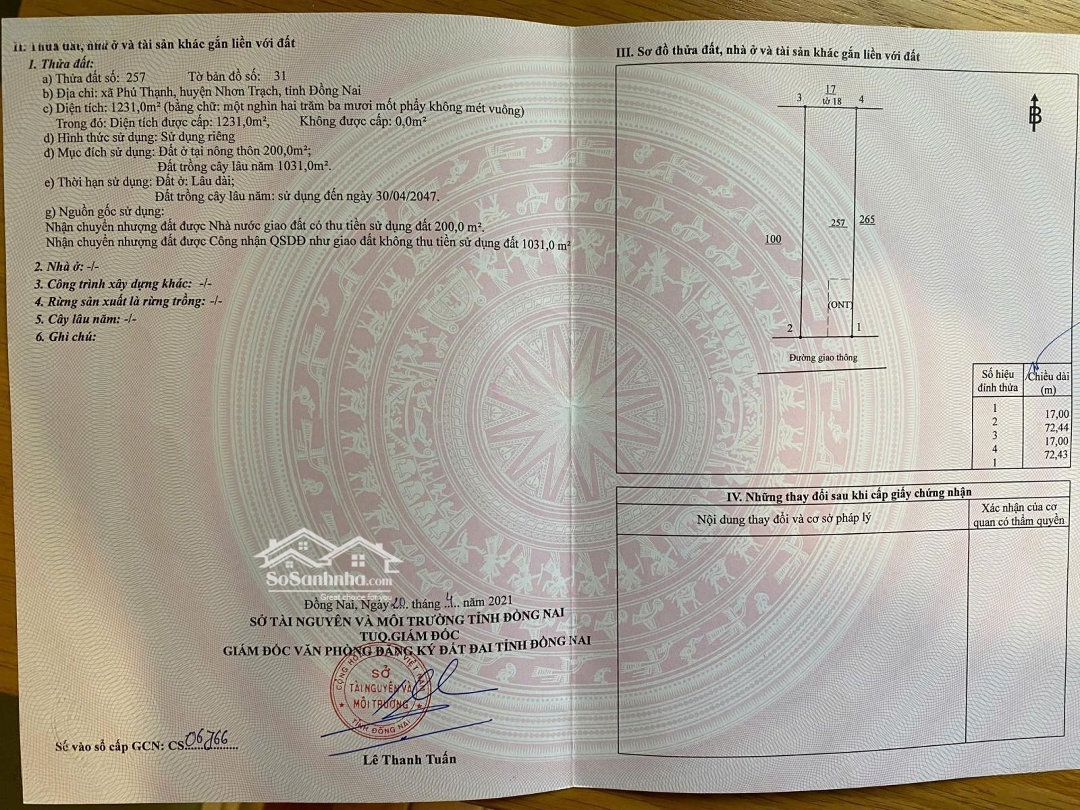 II. Thửa đất, nhà ở và tài sản khác gắn liền với đất
1. Thửa đất:
a) Thửa đất số: 257 Tờ bản đồ số: 31
b) Địa chỉ: xã Phú Thạnh, huyện Nhơn Trạch, tỉnh Đồng Nai
c) Diện tích: 1231,0m² (bằng chữ: một nghìn hai trăm ba mươi mốt phẩy không mét vuông)
Trong đó: Diện tích được cấp: 1231,0m², Không được cấp: 0,0m²
d) Hình thức sử dụng: Sử dụng riêng
đ) Mục đích sử dụng: Đất ở tại nông thôn 200,0m²;
Đất trồng cây lâu năm 1031,0m².
e) Thời hạn sử dụng: Đất ở: Lâu dài;
Đất trồng cây lâu năm: sử dụng đến ngày 30/04/2047.
g) Nguồn gốc sử dụng:
Nhận chuyển nhượng đất được Nhà nước giao đất có thu tiền sử dụng đất 200,0 m².
Nhận chuyển nhượng đất được Công nhận QSDĐ như giao đất không thu tiền sử dụng đất 1031,0 m²
2. Nhà ở: -/-
3. Công trình xây dựng khác: -/-
4. Rừng sản xuất là rừng trồng: -/-
5. Cây lâu năm: -/-
6. Ghi chú:
SoSanhnha.com
Great choice for you
Đồng Nai, Ngày 20. tháng .4.. năm 2021
SỞ TÀI NGUYÊN VÀ MÔI TRƯỜNG TỈNH ĐỒNG NAI
TUQ.GIÁM ĐỐC
GIÁM ĐỐC VĂN PHÒNG ĐĂNG KÝ ĐẤT ĐAI TỈNH ĐỒNG NAI
SỞ
TÀI NGUYÊN VÀ
MÔI TRƯỜNG
TỈNH ĐỒNG NAI
Lê Thanh Tuấn
Số vào sổ cấp GCN: CS
III. Sơ đồ thửa đất, nhà ở và tài sản khác gắn liền với đất
17
tờ 18
3
4
B
100
257
265
(ONT)
2
1
Đường giao thông
Số hiệu đỉnh thửa Chiều dài (m)
1
17,00
2
72,44
3
17,00
4
72,43
1
IV. Những thay đổi sau khi cấp giấy chứng nhận
Nội dung thay đổi và cơ sở pháp lý
Xác nhận của cơ
quan có thẩm quyền